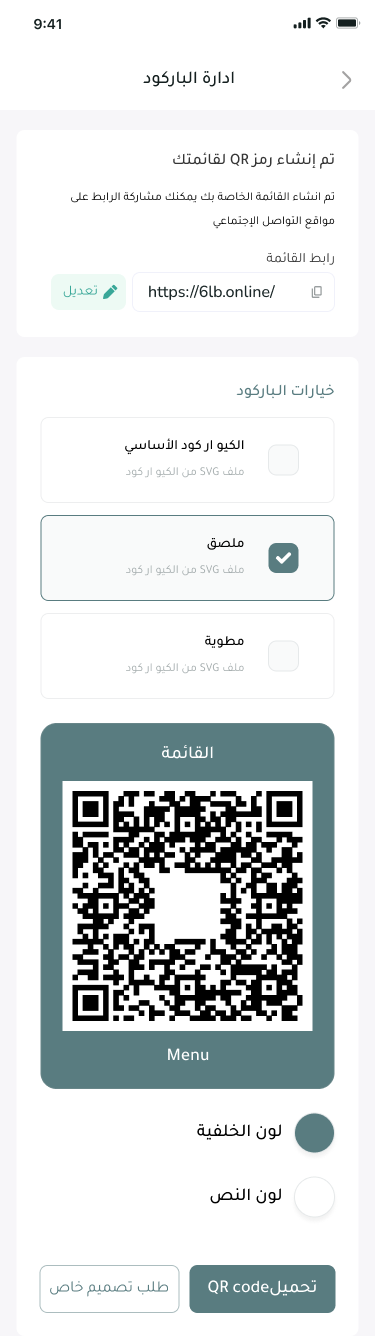 9:41
ادارة الباركود
تم إنشاء رمز QR لقائمتك
تم انشاء القائمة الخاصة بك يمكنك مشاركة الرابط على
مواقع التواصل الإجتماعي
رابط القائمة
https://6lb.online/
تعديل
خيارات الباركود
الكيو ار كود الأساسي
ملف SVG من الكيو ار كود
ملصق
ملف SVG من الكيو ار كود
مطوية
ملف SVG من الكيو ار كود
القائمة
Menu
لون الخلفية
لون النص
تحميلQR code
طلب تصميم خاص